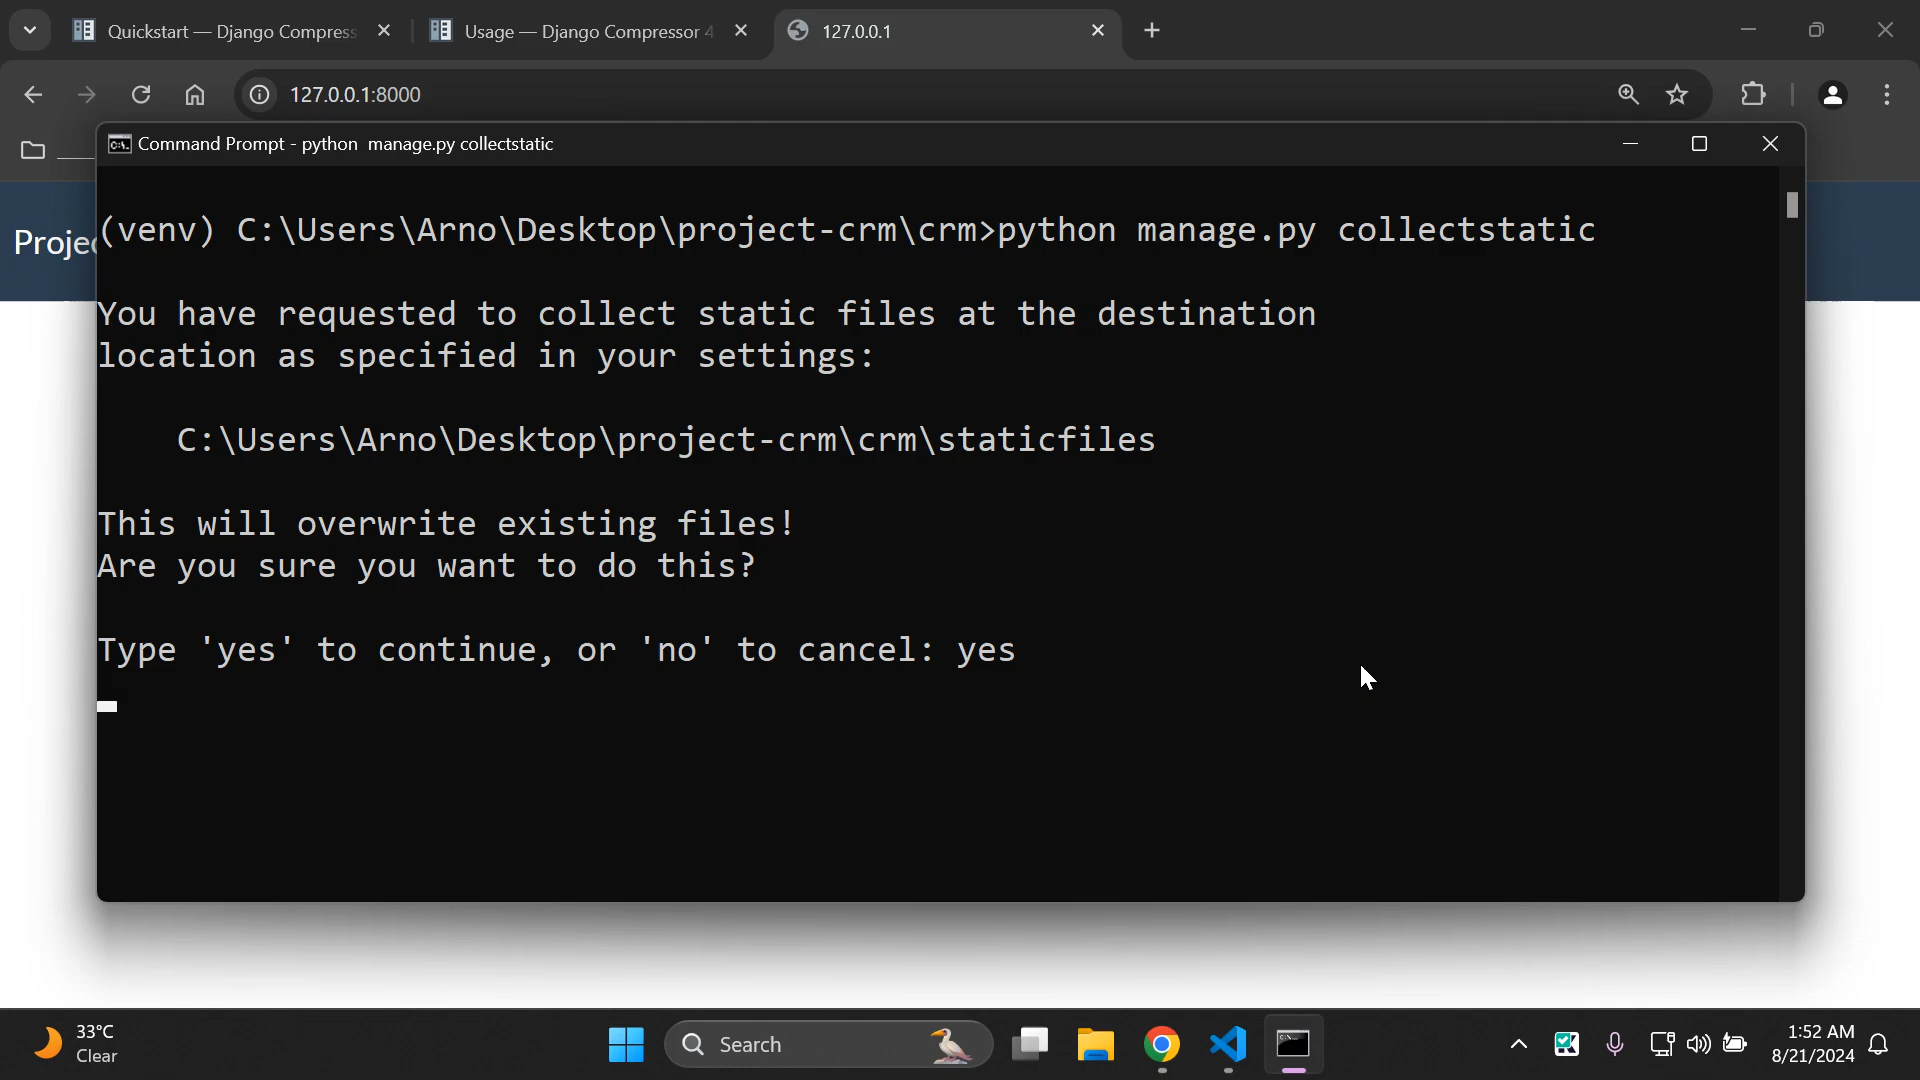 Quickstart — Django Compress
Usage — Django Compressor 4
127.0.0.1
127.0.0.1:8000
Command Prompt - python  manage.py collectstatic
Projec
(venv) C:\Users\Arno\Desktop\project-crm\crm>python manage.py collectstatic
You have requested to collect static files at the destination
location as specified in your settings:
C:\Users\Arno\Desktop\project-crm\crm\staticfiles
This will overwrite existing files!
Are you sure you want to do this?
Type 'yes' to continue, or 'no' to cancel: yes
33°C
Clear
Search
1:52 AM
8/21/2024